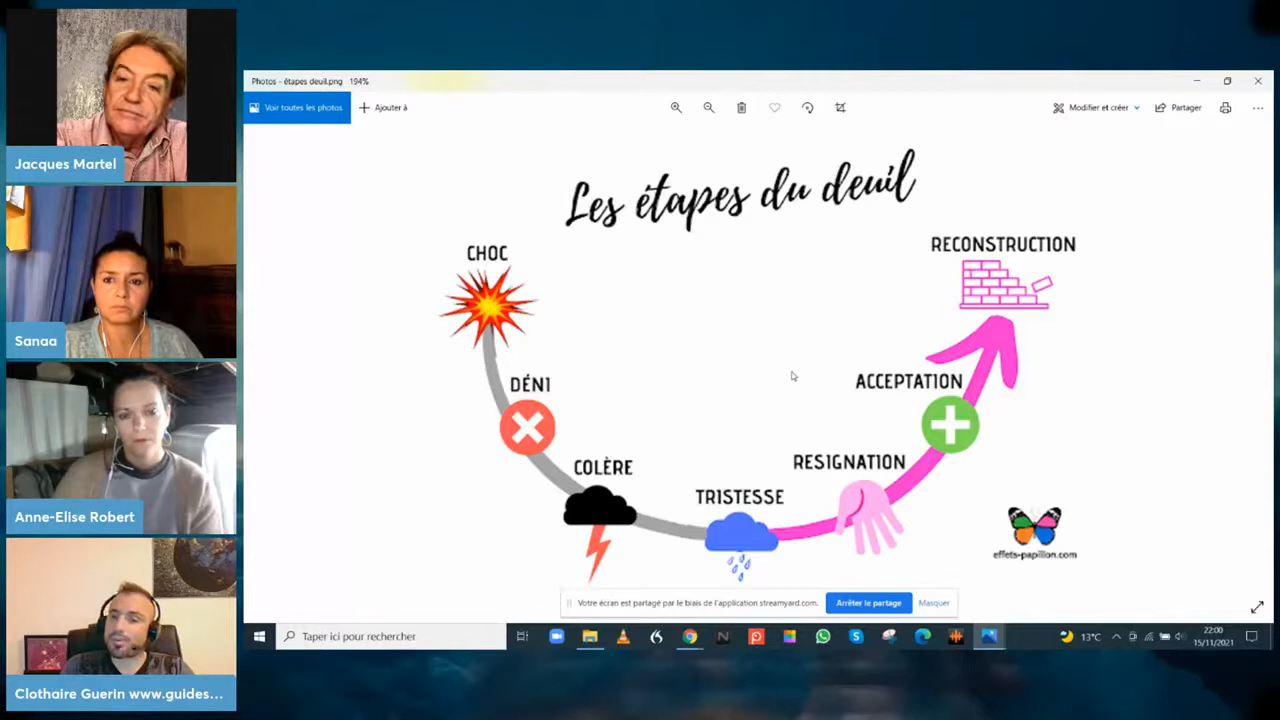 Jacques Martel
Sanaa
Anne-Elise Robert
Clothaire Guerin www.guides...
Photos - étapes deuil.png 194%
Voir toutes les photos
Ajouter à
Modifier et créer
Partager
Les étapes du deuil
CHOC
DÉNI
COLÈRE
TRISTESSE
RESIGNATION
ACCEPTATION
RECONSTRUCTION
effets-papillon.com
Votre écran est partagé par le biais de l'application streamyard.com.
Arrêter le partage
Masquer
Taper ici pour rechercher
13°C
22:00
15/11/2021